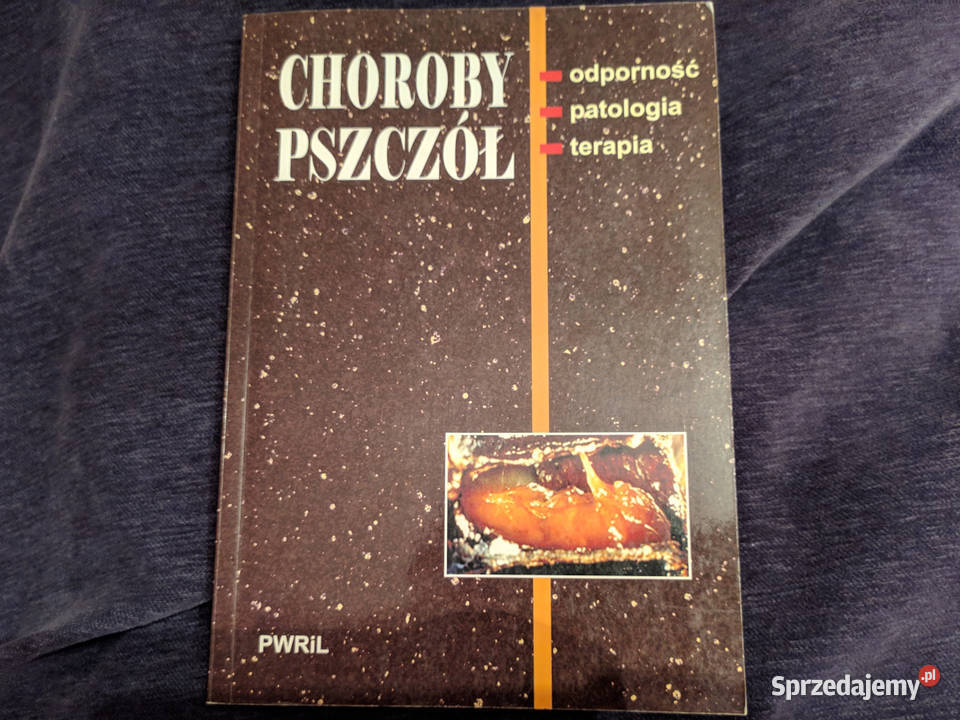 CHOROBY
PSZCZÓŁ
odporność
patologia
terapia
PWRiL
Sprzedajemy.pl